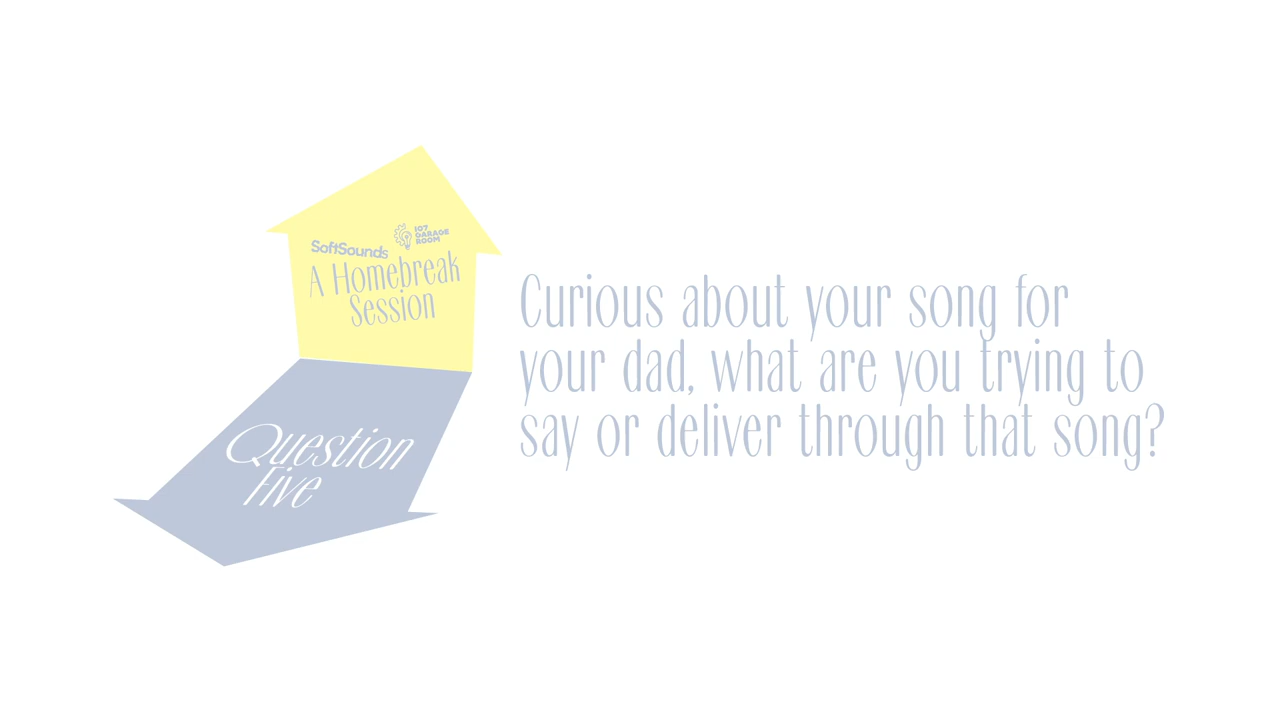 SoftSounds
107
GARAGE
ROOM
A Homebreak
Session
Question
Five
Curious about your song for
your dad, what are you trying to
say or deliver through that song?